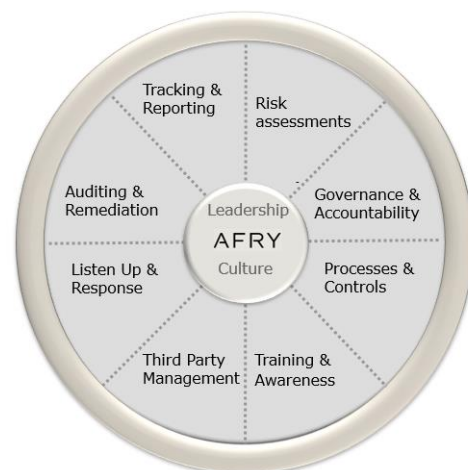 Tracking &
Reporting
Risk
assessments
Auditing &
Remediation
Leadership
AFRY
Culture
Governance &
Accountability
Listen Up &
Response
Processes &
Controls
Third Party
Management
Training &
Awareness